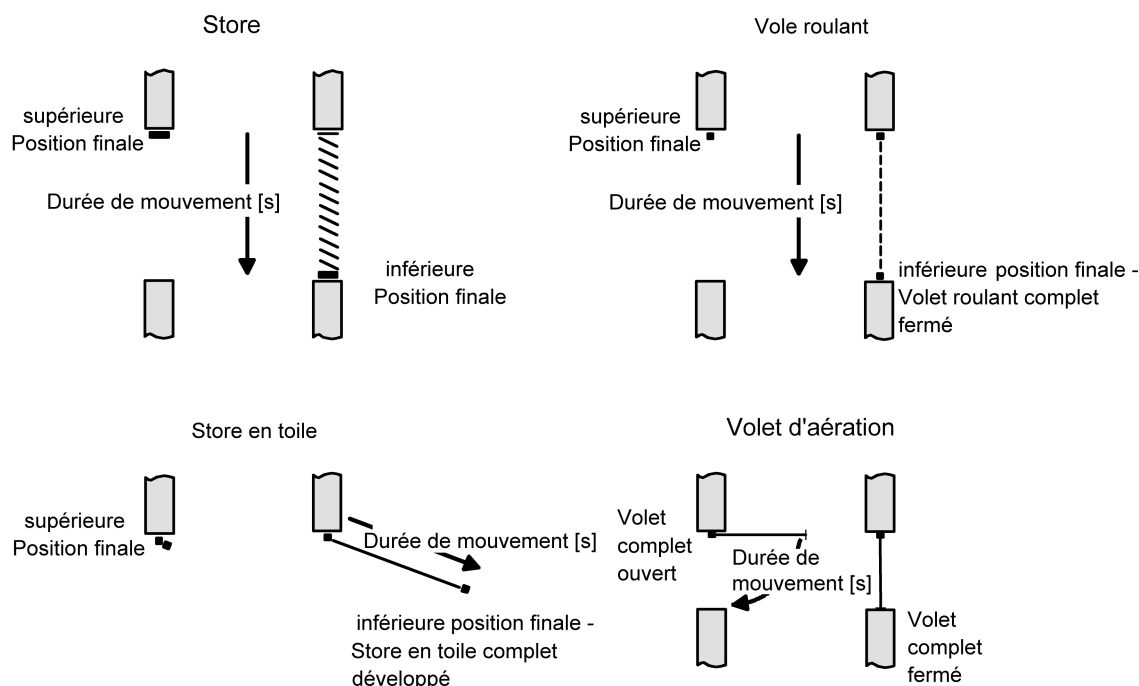 Store
supérieure
Position finale
Durée de mouvement [s]
inférieure
Position finale
Vole roulant
supérieure
Position finale
Durée de mouvement [s]
inférieure position finale -
Volet roulant complet
fermé
Store en toile
supérieure
Position finale
Durée de mouvement [s]
inférieure position finale -
Store en toile complet
développé
Volet d'aération
Volet
complet
ouvert
Durée de
mouvement [s]
Volet
complet
fermé